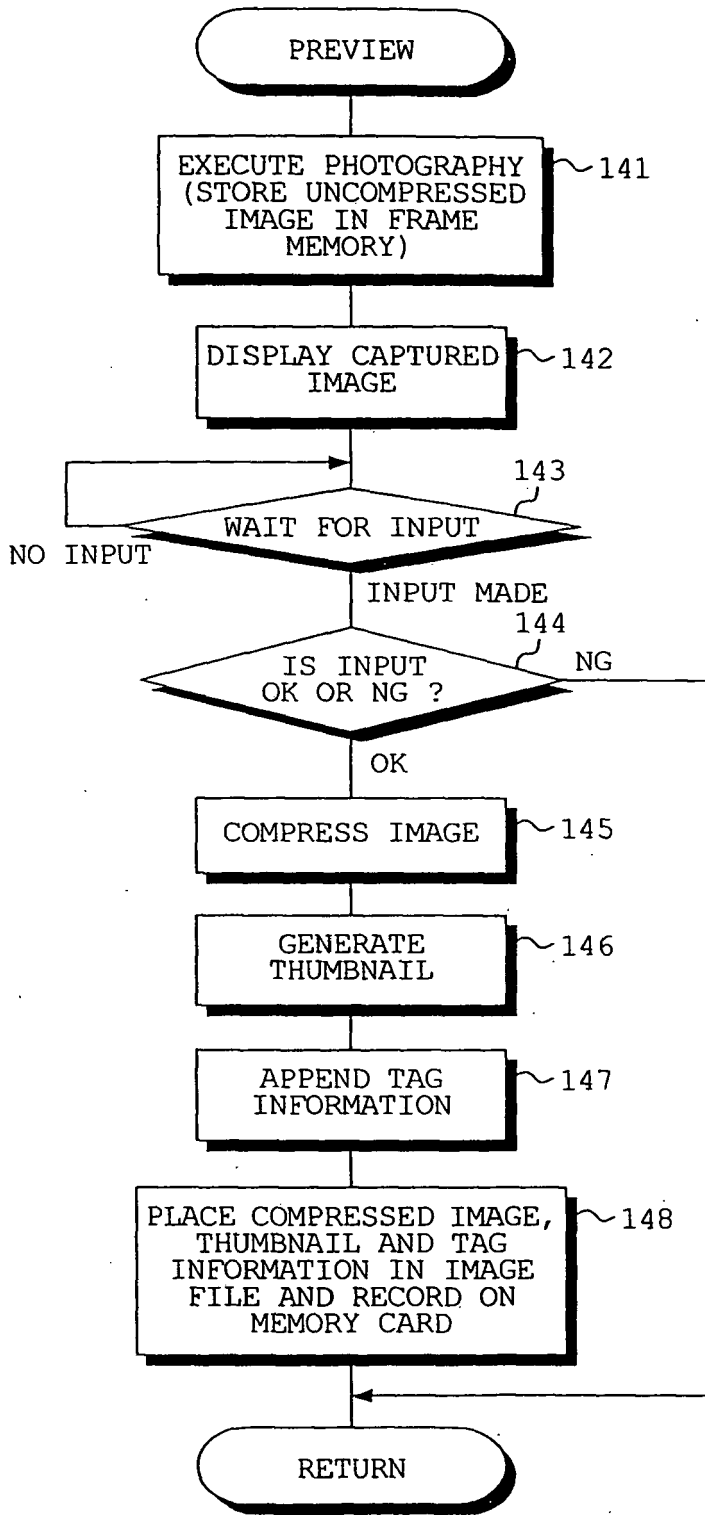 PREVIEW
EXECUTE PHOTOGRAPHY
(STORE UNCOMPRESSED
IMAGE IN FRAME
MEMORY)
141
DISPLAY CAPTURED
IMAGE
142
143
WAIT FOR INPUT
NO INPUT
INPUT MADE
144
IS INPUT
OK OR NG ?
NG
OK
COMPRESS IMAGE
145
GENERATE
THUMBNAIL
146
APPEND TAG
INFORMATION
147
PLACE COMPRESSED IMAGE,
THUMBNAIL AND TAG
INFORMATION IN IMAGE
FILE AND RECORD ON
MEMORY CARD
148
RETURN